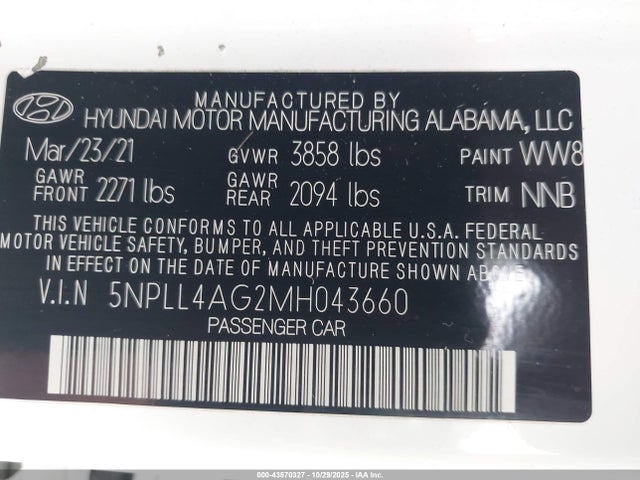 MANUFACTURED BY
HYUNDAI MOTOR MANUFACTURING ALABAMA, LLC
Mar/23/21 GVWR 3858 lbs PAINT WW8
GAWR FRONT 2271 lbs GAWR REAR 2094 lbs TRIM NNB
THIS VEHICLE CONFORMS TO ALL APPLICABLE U.S.A. FEDERAL
MOTOR VEHICLE SAFETY, BUMPER, AND THEFT PREVENTION STANDARDS
IN EFFECT ON THE DATE OF MANUFACTURE SHOWN ABOVE.
V.I.N 5NPLL4AG2MH043660
PASSENGER CAR
000-43570327 | 10/29/2025 | IAA Inc.